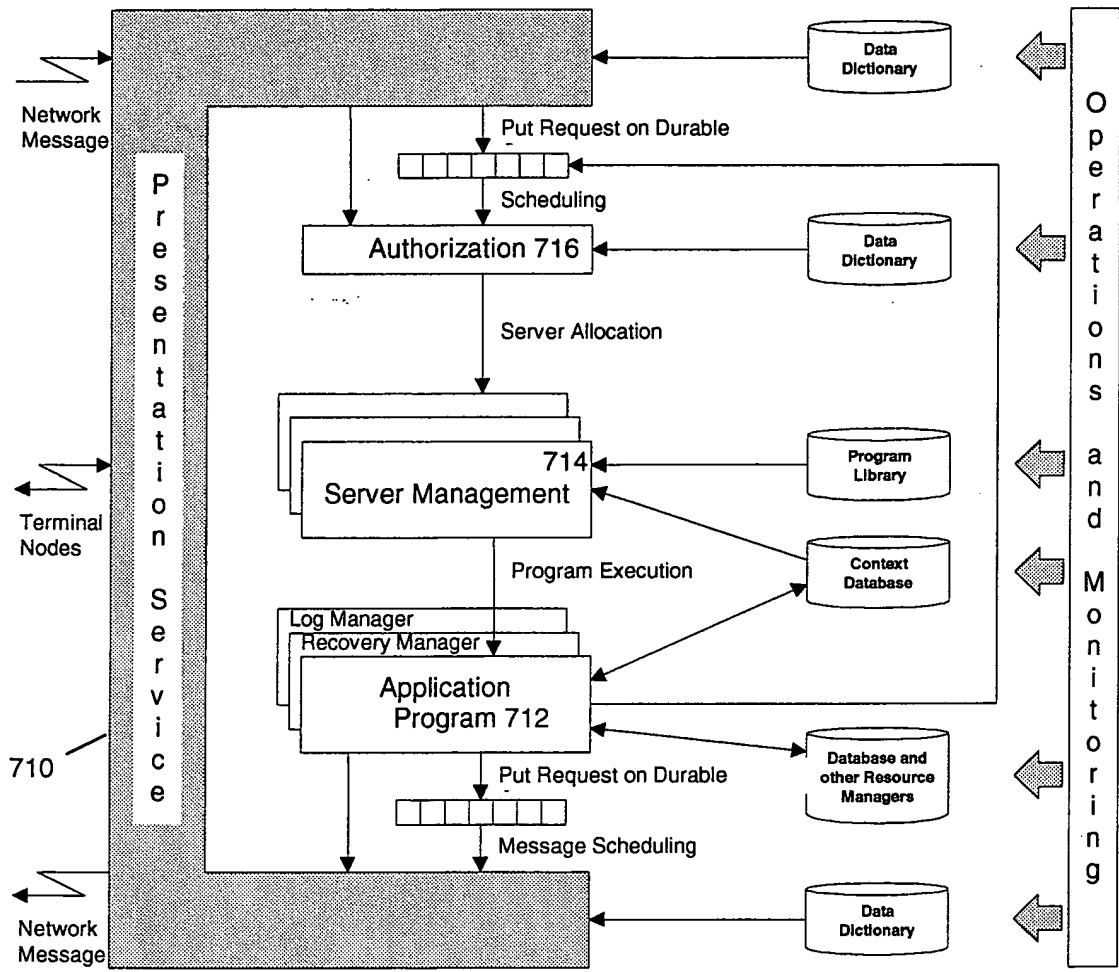 Network
Message
Data
Dictionary
Put Request on Durable
Scheduling
Authorization 716
Data
Dictionary
Server Allocation
714
Server Management
Program
Library
Terminal
Nodes
Program Execution
Context
Database
Log Manager
Recovery Manager
Application
Program 712
710
Put Request on Durable
Database and
other Resource
Managers
Message Scheduling
Network
Message
Data
Dictionary
Presentation Service
Operations and Monitoring